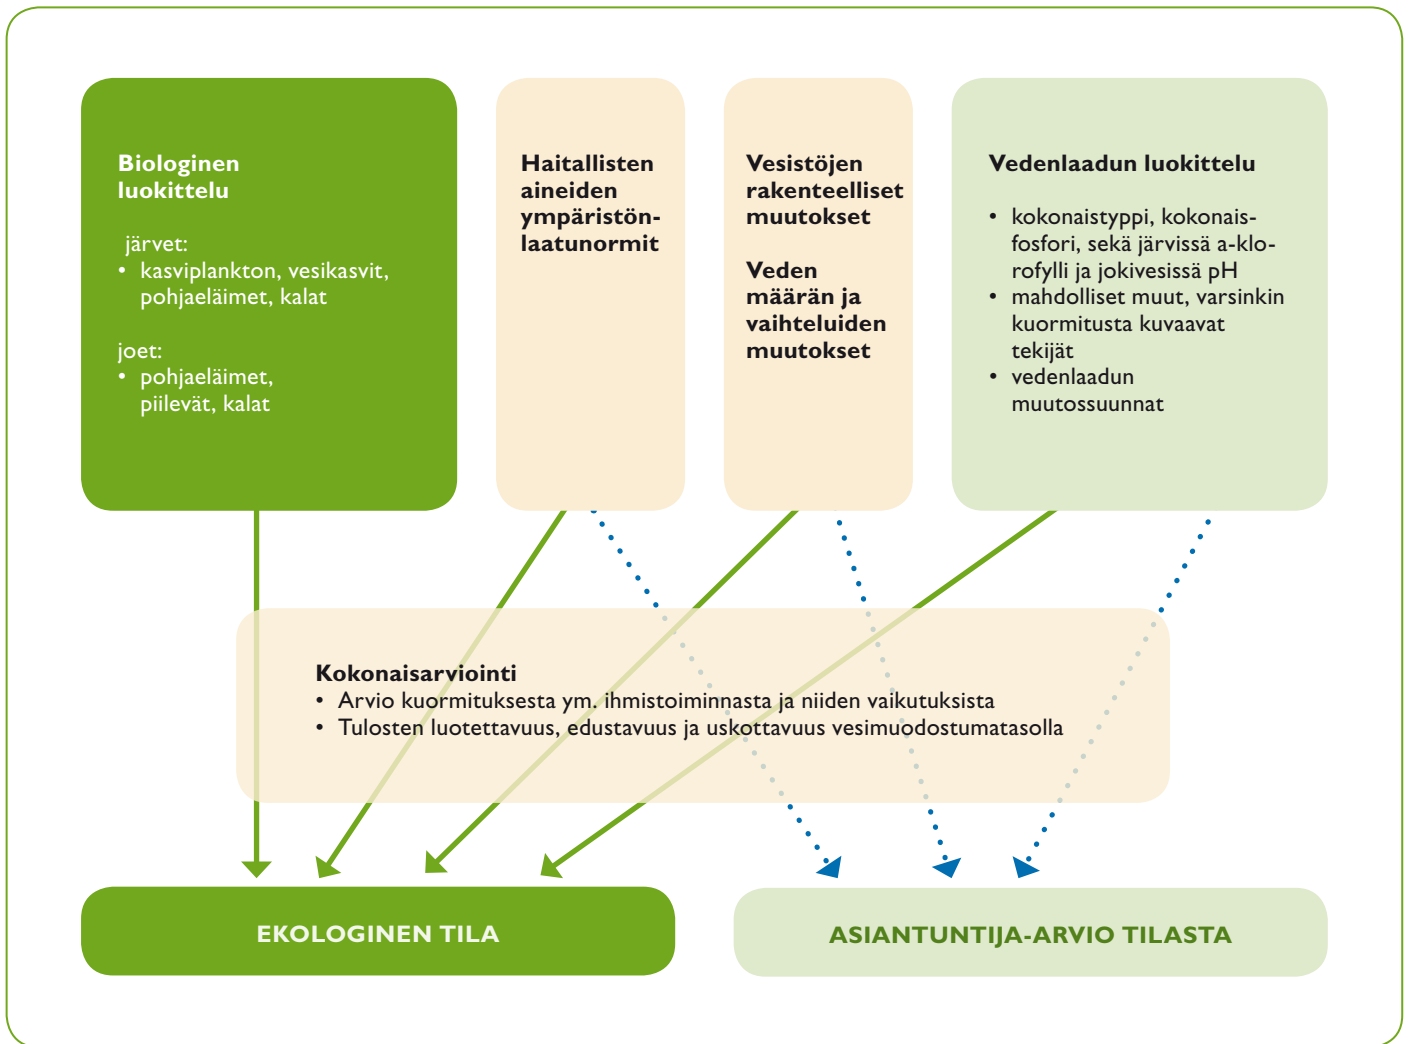 Biologinen
luokittelu
järvet:
• kasviplankton, vesikasvit,
pohjaeläimet, kalat
joet:
• pohjaeläimet,
piilevät, kalat
Haitallisten
aineiden
ympäristön-
laatunormit
Vesistöjen
rakenteelliset
muutokset
Veden
määrän ja
vaihteluiden
muutokset
Vedenlaadun luokittelu
• kokonaistyppi, kokonais-
fosfori, sekä järvissä a-klo-
rofylli ja jokivesissä pH
• mahdolliset muut, varsinkin
kuormitusta kuvaavat
tekijät
• vedenlaadun
muutossuunnat
Kokonaisarviointi
• Arvio kuormituksesta ym. ihmistoiminnasta ja niiden vaikutuksista
• Tulosten luotettavuus, edustavuus ja uskottavuus vesimuodostumatasolla
EKOLOGINEN TILA
ASIANTUNTIJA-ARVIO TILASTA